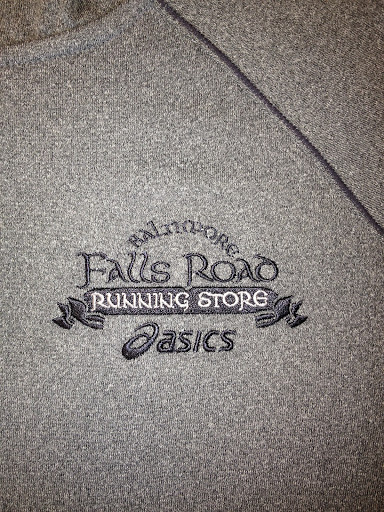 Baltimore
Falls Road
RUNNING STORE
asics